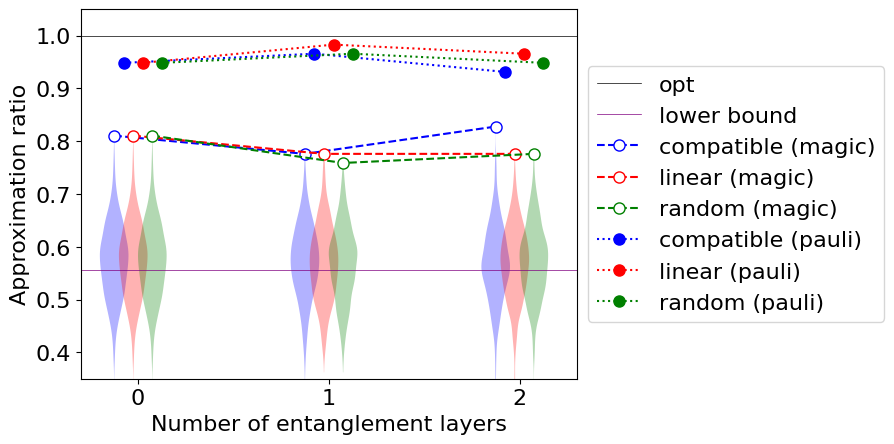 1.0
0.9
0.8
0.7
0.6
0.5
0.4
Approximation ratio
0 1 2
Number of entanglement layers
opt
lower bound
compatible (magic)
linear (magic)
random (magic)
compatible (pauli)
linear (pauli)
random (pauli)